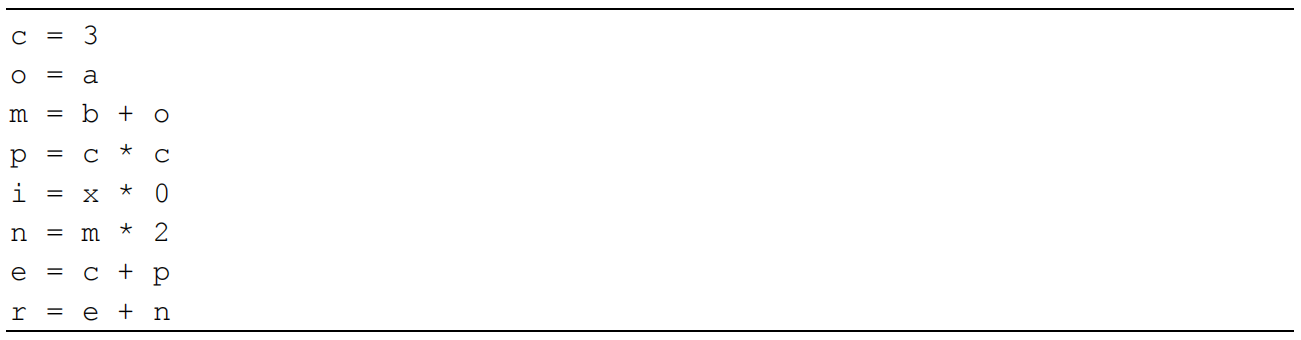 c = 3
o = a
m = b + o
p = c * c
i = x * 0
n = m * 2
e = c + p
r = e + n